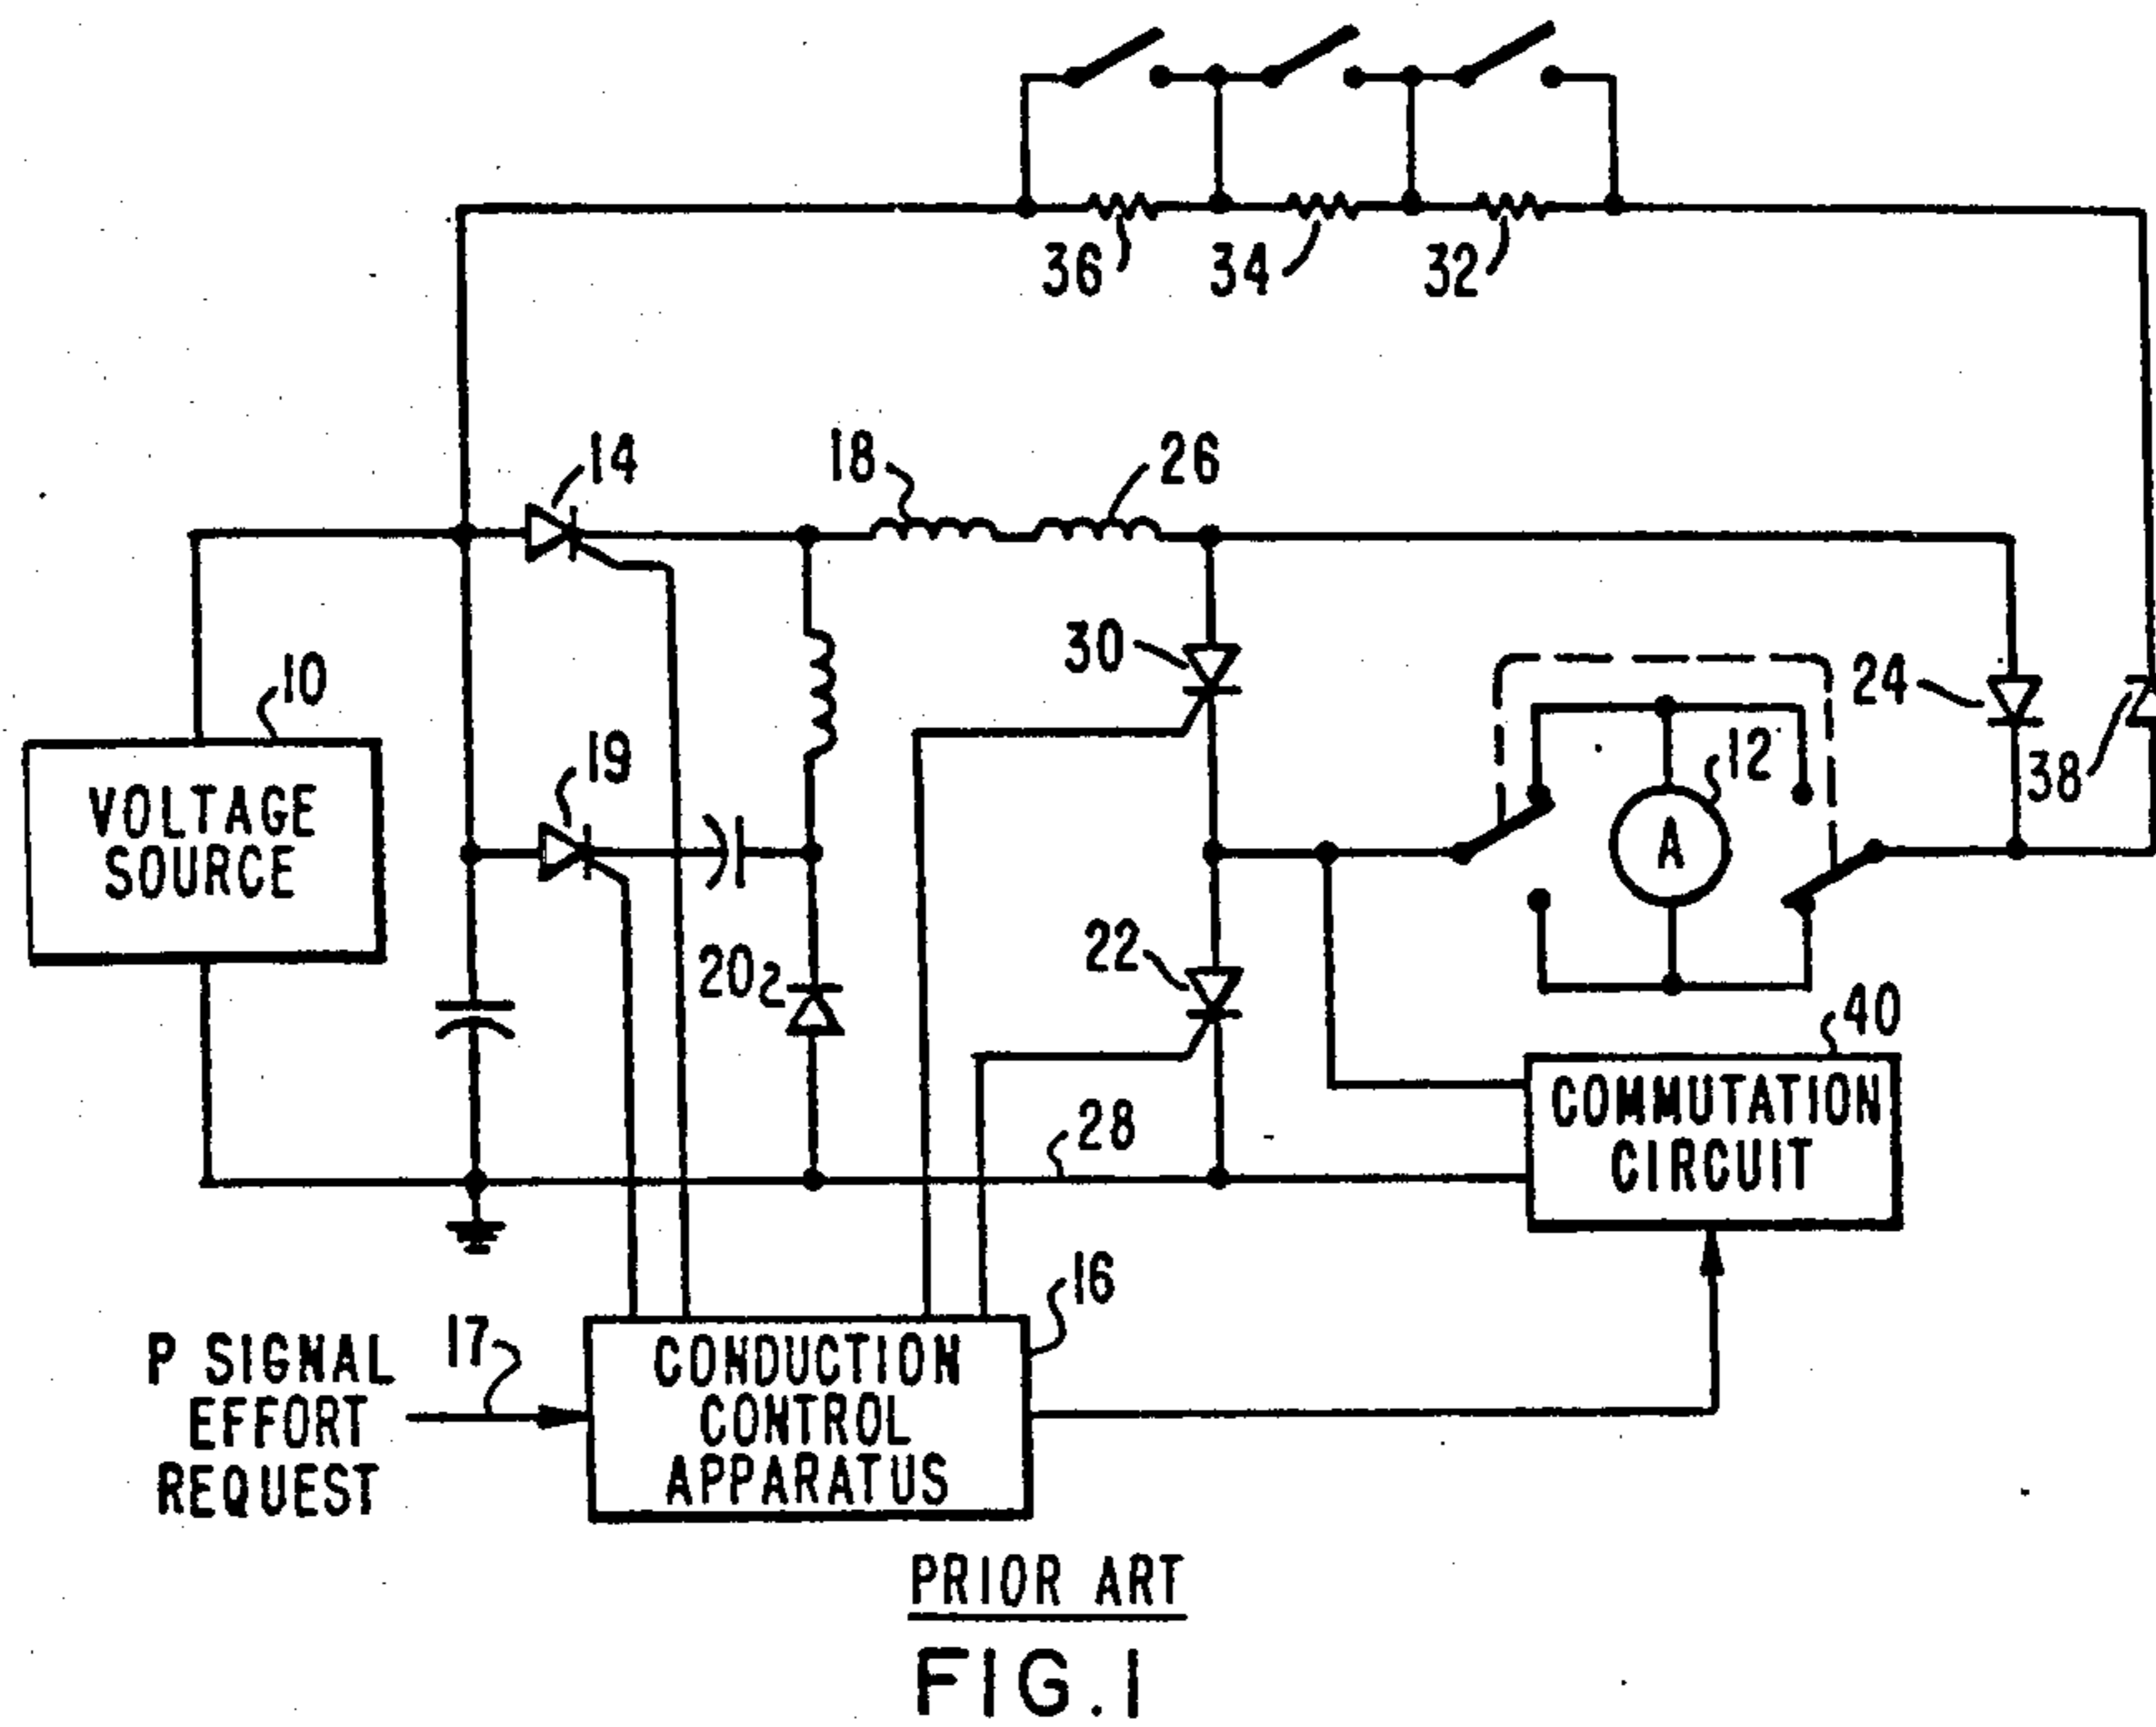 36
34
32
14
18
26
10
30
24
VOLTAGE
SOURCE
19
12
38
A
20
22
40
COMMUTATION
CIRCUIT
28
16
P SIGNAL
EFFORT
REQUEST
17
CONDUCTION
CONTROL
APPARATUS
PRIOR ART
FIG. 1